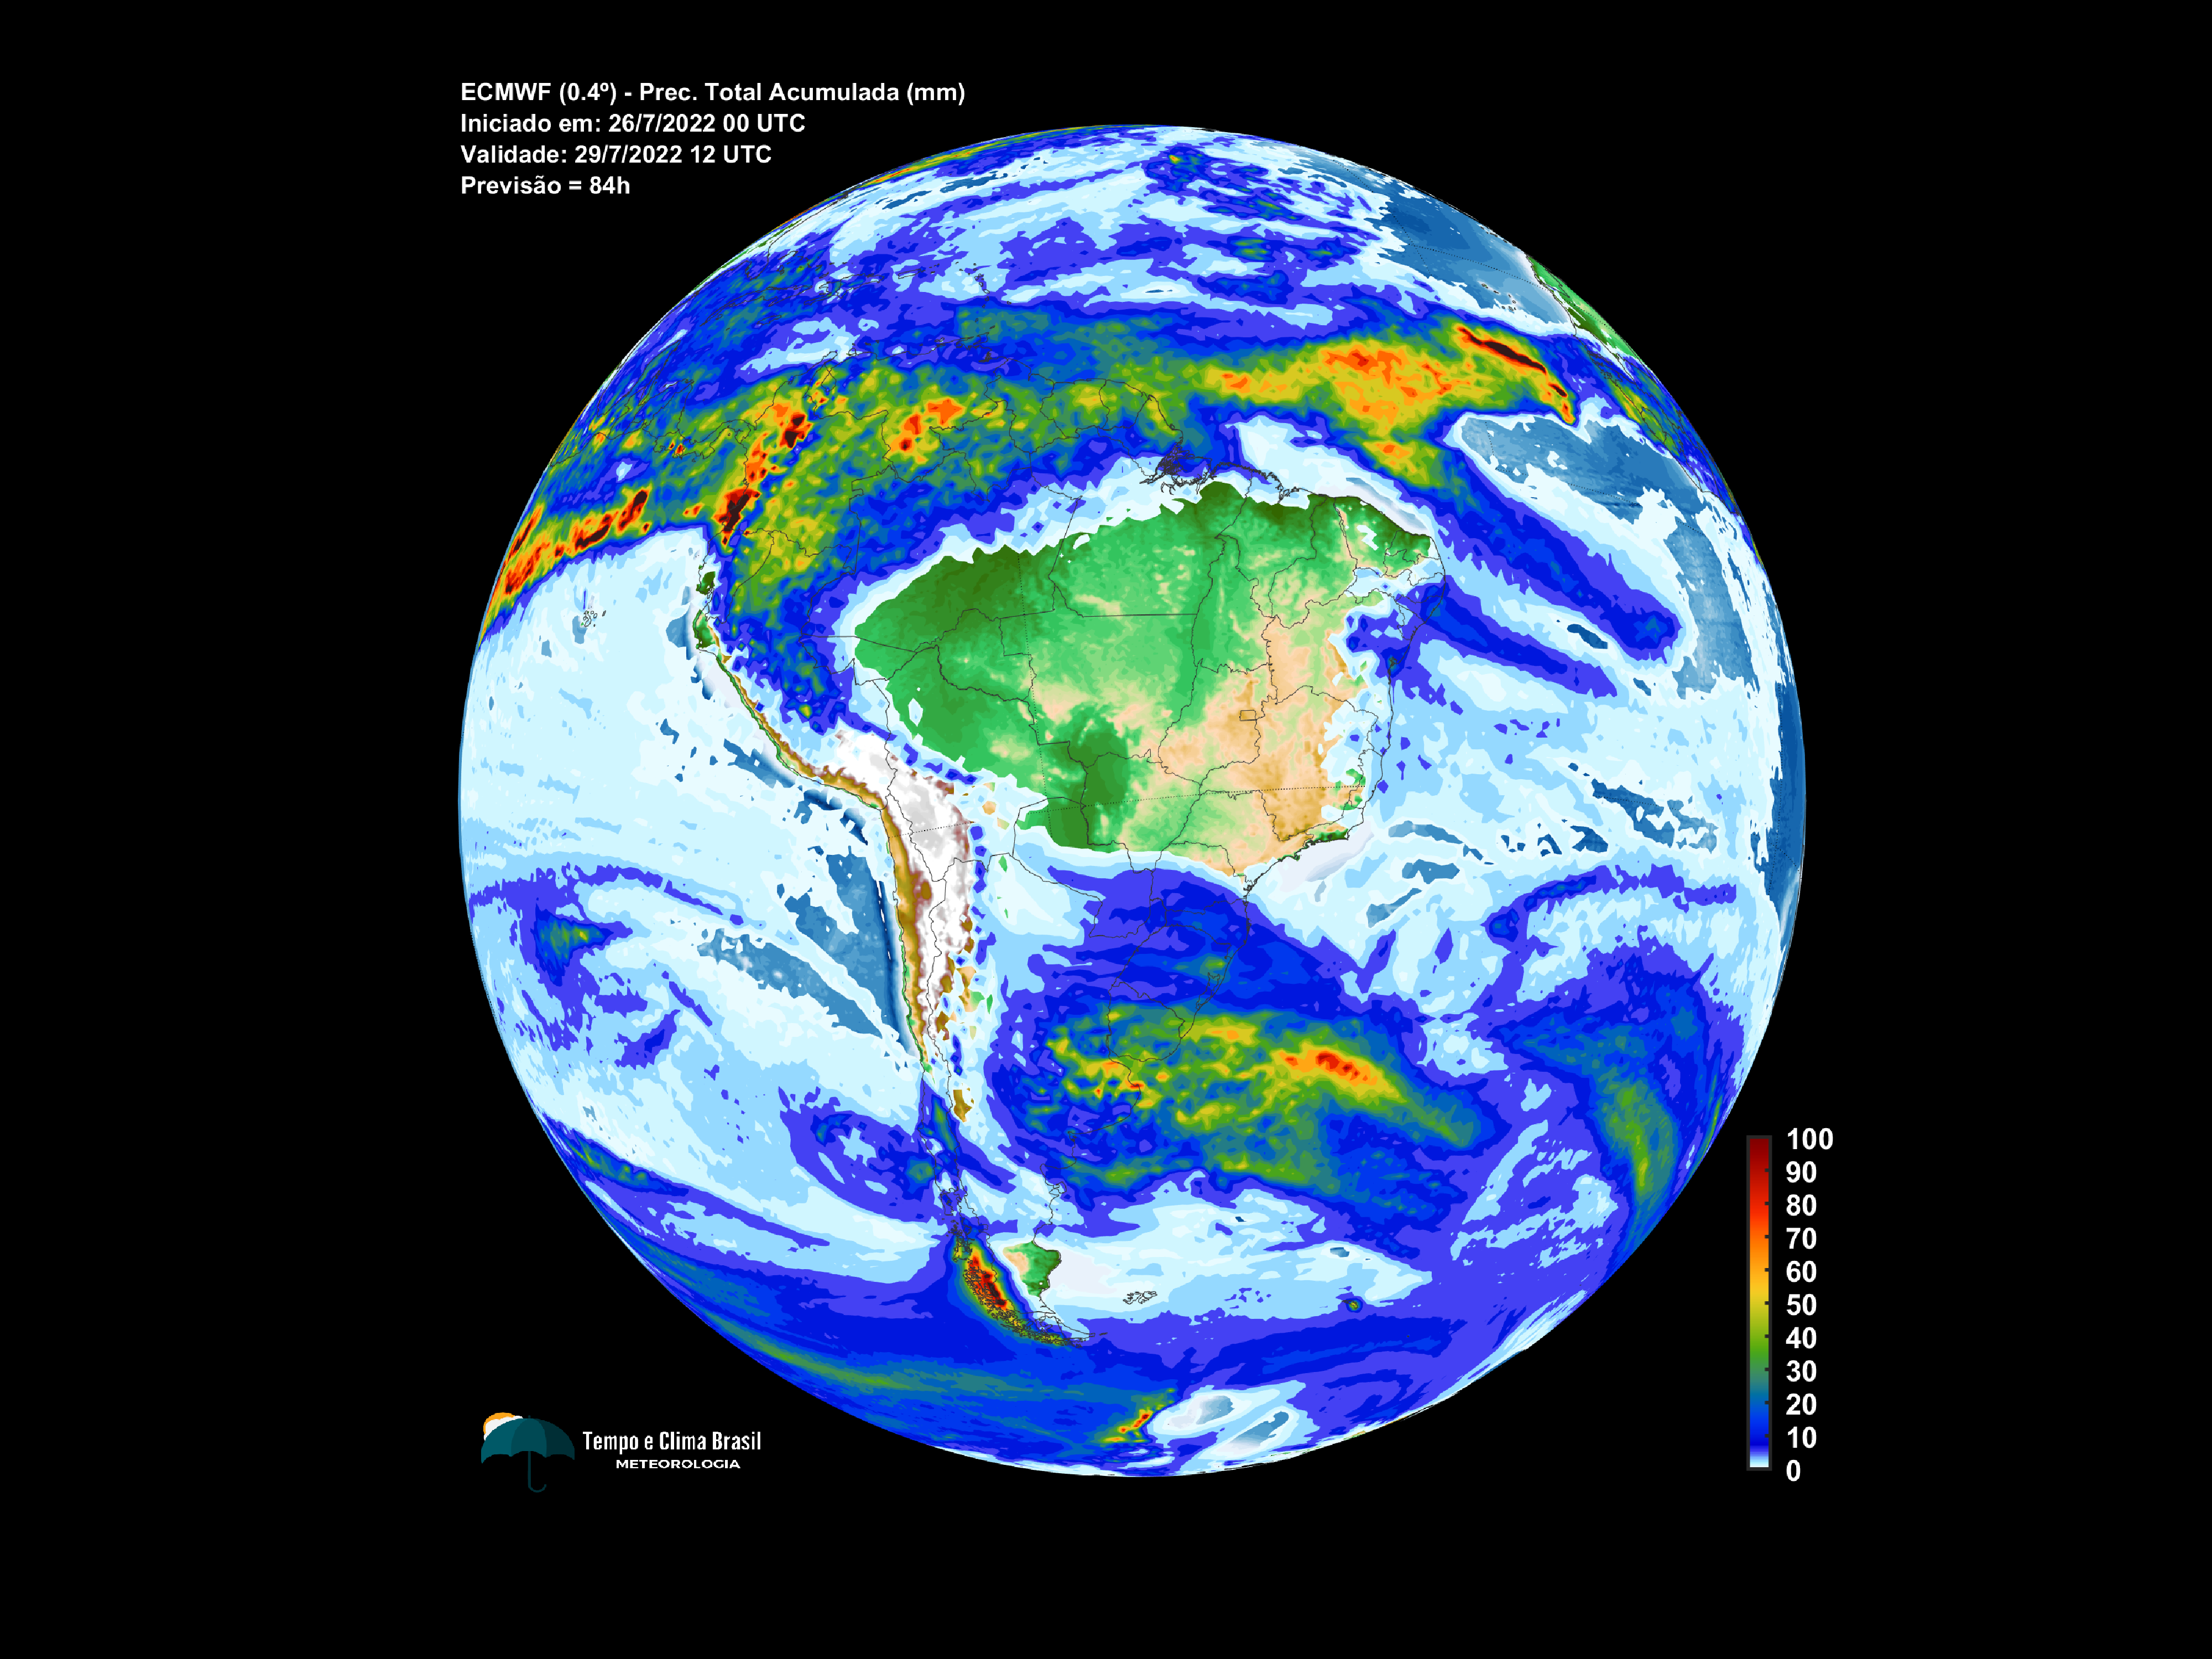 ECMWF (0.4º) - Prec. Total Acumulada (mm)
Iniciado em: 26/7/2022 00 UTC
Validade: 29/7/2022 12 UTC
Previsão = 84h
100
90
80
70
60
50
40
30
20
10
0
Tempo e Clima Brasil
METEOROLOGIA